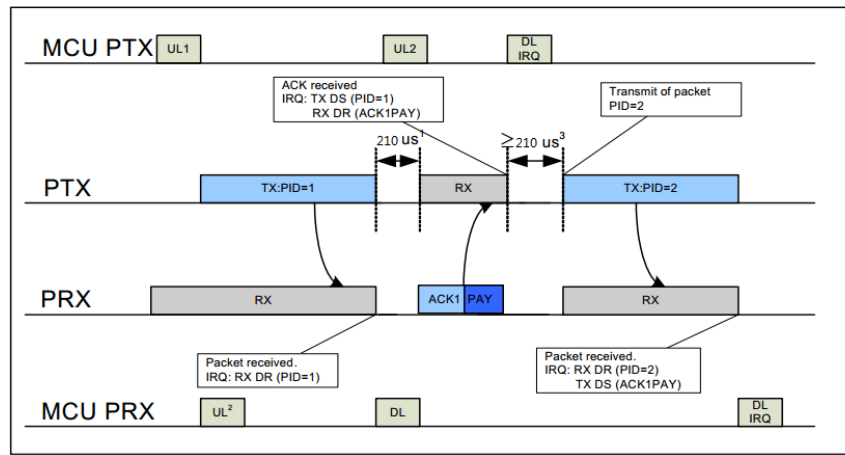 MCU PTX
UL1
UL2
DL
IRQ
ACK received
IRQ: TX DS (PID=1)
RX DR (ACK1PAY)
Transmit of packet
PID=2
210 us¹
≥210 us³
PTX
TX:PID=1
RX
TX:PID=2
PRX
RX
ACK1
PAY
RX
Packet received.
IRQ: RX DR (PID=1)
Packet received.
IRQ: RX DR (PID=2)
TX DS (ACK1PAY)
MCU PRX
UL²
DL
DL
IRQ